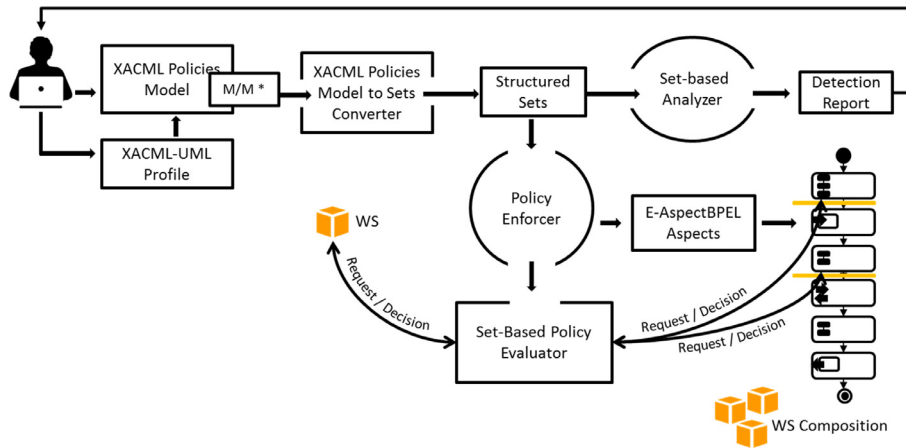 XACML Policies
Model
M/M *
XACML Policies
Model to Sets
Converter
Structured
Sets
Set-based
Analyzer
Detection
Report
XACML-UML
Profile
Policy
Enforcer
E-AspectBPEL
Aspects
WS
Request / Decision
Set-Based Policy
Evaluator
Request / Decision
Request / Decision
WS Composition